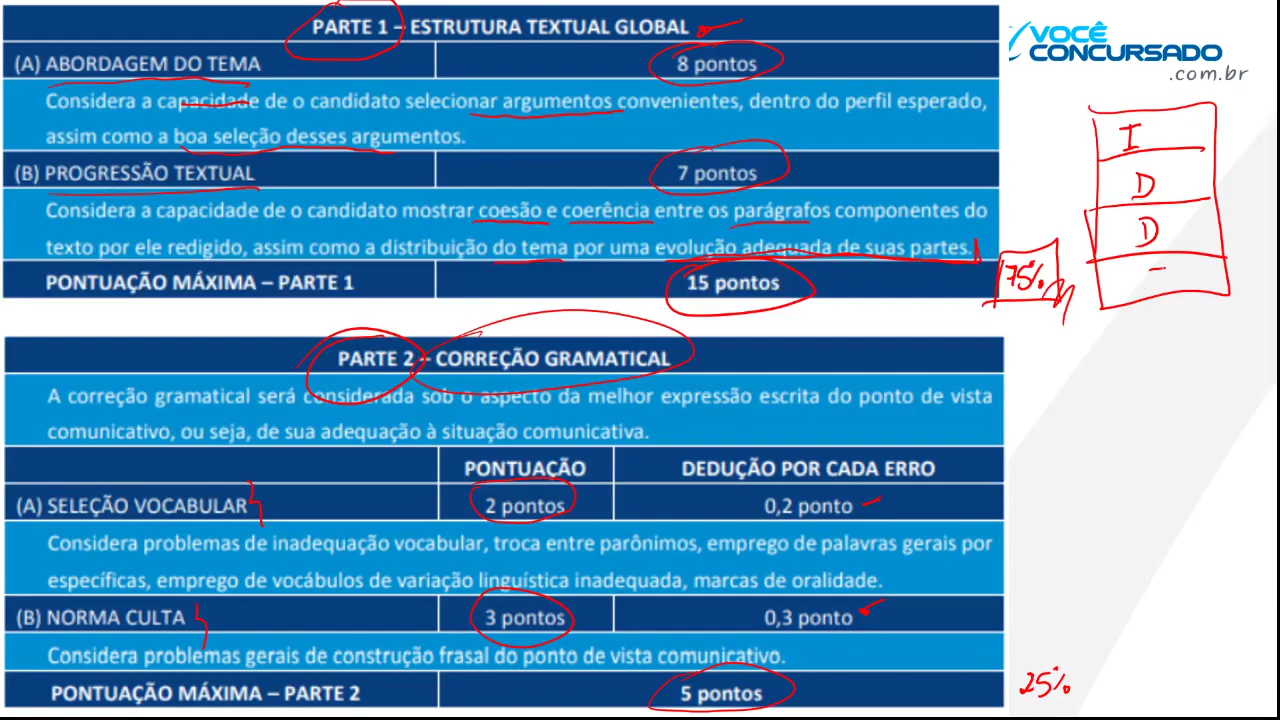 PARTE 1 – ESTRUTURA TEXTUAL GLOBAL
VOCÊ
CONCURSADO
.com.br
(A) ABORDAGEM DO TEMA 8 pontos
Considera a capacidade de o candidato selecionar argumentos convenientes, dentro do perfil esperado,
assim como a boa seleção desses argumentos.
(B) PROGRESSÃO TEXTUAL 7 pontos
Considera a capacidade de o candidato mostrar coesão e coerência entre os parágrafos componentes do
texto por ele redigido, assim como a distribuição do tema por uma evolução adequada de suas partes.
PONTUAÇÃO MÁXIMA – PARTE 1 15 pontos
75%
I
D
D
PARTE 2 – CORREÇÃO GRAMATICAL
A correção gramatical será considerada sob o aspecto da melhor expressão escrita do ponto de vista
comunicativo, ou seja, de sua adequação à situação comunicativa.
PONTUAÇÃO DEDUÇÃO POR CADA ERRO
(A) SELEÇÃO VOCABULAR 2 pontos 0,2 ponto
Considera problemas de inadequação vocabular, troca entre parônimos, emprego de palavras gerais por
específicas, emprego de vocábulos de variação linguística inadequada, marcas de oralidade.
(B) NORMA CULTA 3 pontos 0,3 ponto
Considera problemas gerais de construção frasal do ponto de vista comunicativo.
PONTUAÇÃO MÁXIMA – PARTE 2 5 pontos
25%